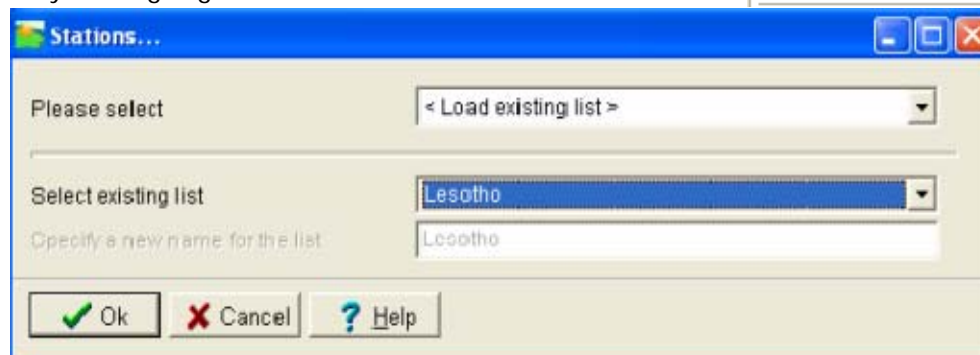 Stations...
Please select < Load existing list >
Select existing list Lesotho
Specify a new name for the list Lesotho
Ok Cancel ? Help